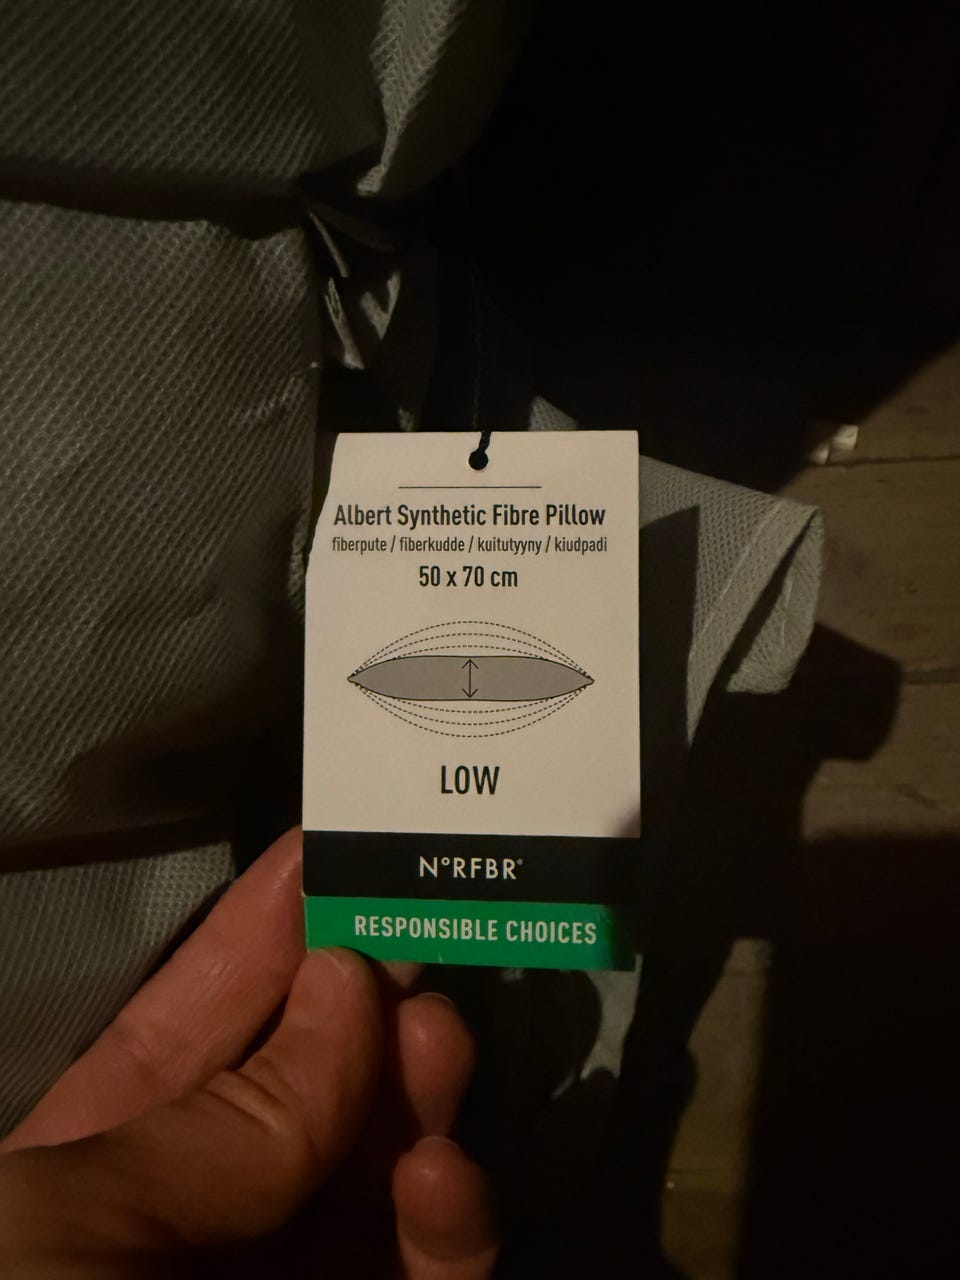 Albert Synthetic Fibre Pillow
fiberpute / fiberkudde / kuitutyyny / kiudpadi
50 x 70 cm
LOW
N°RFBR®
RESPONSIBLE CHOICES